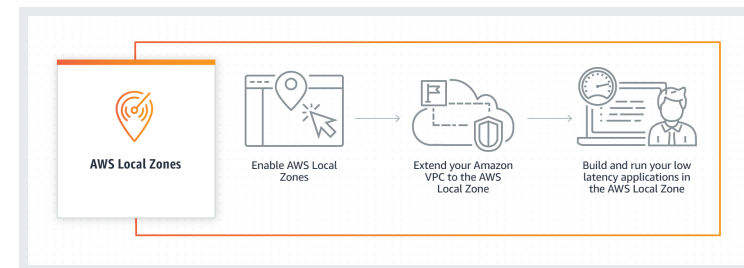 AWS Local Zones
Enable AWS Local
Zones
Extend your Amazon
VPC to the AWS
Local Zone
Build and run your low
latency applications in
the AWS Local Zone